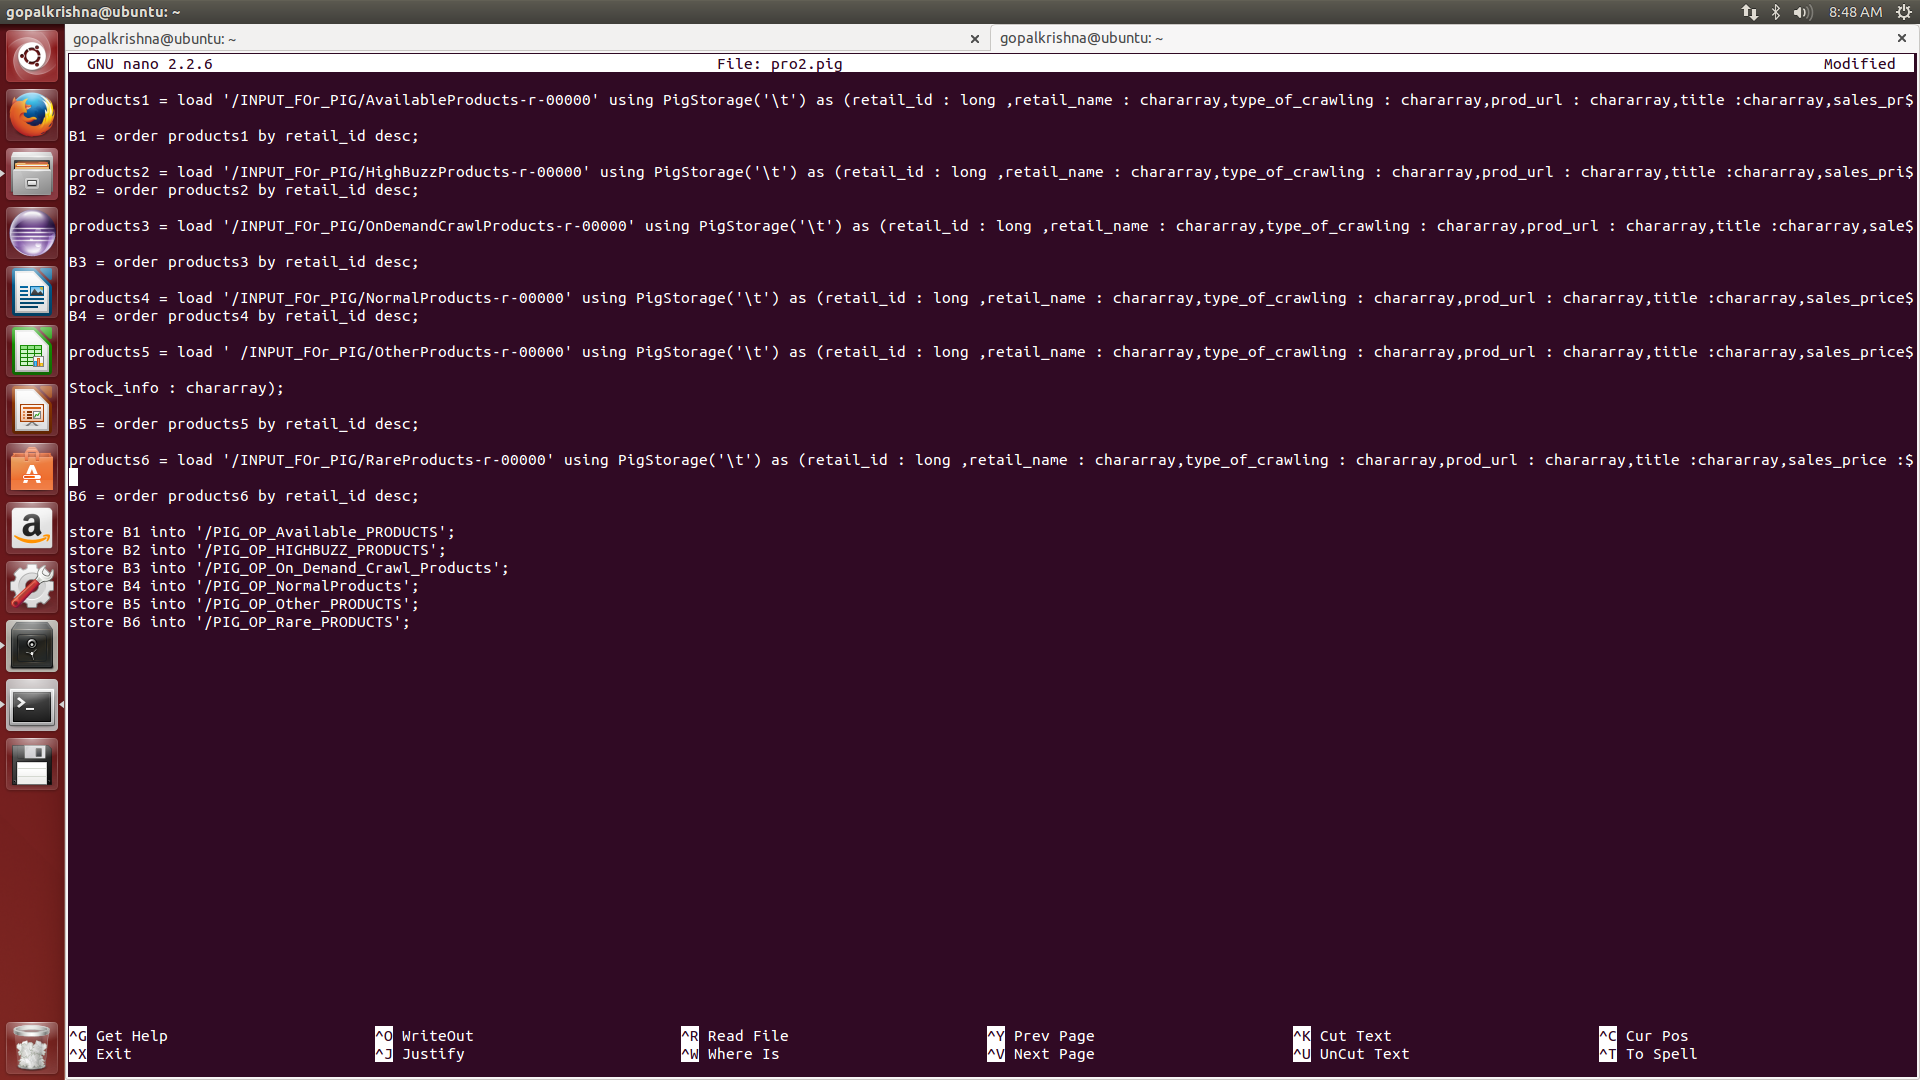 gopalkrishna@ubuntu: ~
8:48 AM
gopalkrishna@ubuntu: ~ ×
gopalkrishna@ubuntu: ~ ×
GNU nano 2.2.6 File: pro2.pig Modified
products1 = load '/INPUT_FOr_PIG/AvailableProducts-r-00000' using PigStorage('\t') as (retail_id : long ,retail_name : chararray,type_of_crawling : chararray,prod_url : chararray,title :chararray,sales_pr$
B1 = order products1 by retail_id desc;
products2 = load '/INPUT_FOr_PIG/HighBuzzProducts-r-00000' using PigStorage('\t') as (retail_id : long ,retail_name : chararray,type_of_crawling : chararray,prod_url : chararray,title :chararray,sales_pri$
B2 = order products2 by retail_id desc;
products3 = load '/INPUT_FOr_PIG/OnDemandCrawlProducts-r-00000' using PigStorage('\t') as (retail_id : long ,retail_name : chararray,type_of_crawling : chararray,prod_url : chararray,title :chararray,sale$
B3 = order products3 by retail_id desc;
products4 = load '/INPUT_FOr_PIG/NormalProducts-r-00000' using PigStorage('\t') as (retail_id : long ,retail_name : chararray,type_of_crawling : chararray,prod_url : chararray,title :chararray,sales_price$
B4 = order products4 by retail_id desc;
products5 = load ' /INPUT_FOr_PIG/OtherProducts-r-00000' using PigStorage('\t') as (retail_id : long ,retail_name : chararray,type_of_crawling : chararray,prod_url : chararray,title :chararray,sales_price$
Stock_info : chararray);
B5 = order products5 by retail_id desc;
products6 = load '/INPUT_FOr_PIG/RareProducts-r-00000' using PigStorage('\t') as (retail_id : long ,retail_name : chararray,type_of_crawling : chararray,prod_url : chararray,title :chararray,sales_price :$
B6 = order products6 by retail_id desc;
store B1 into '/PIG_OP_Available_PRODUCTS';
store B2 into '/PIG_OP_HIGHBUZZ_PRODUCTS';
store B3 into '/PIG_OP_On_Demand_Crawl_Products';
store B4 into '/PIG_OP_NormalProducts';
store B5 into '/PIG_OP_Other_PRODUCTS';
store B6 into '/PIG_OP_Rare_PRODUCTS';
^G Get Help ^O WriteOut ^R Read File ^Y Prev Page ^K Cut Text ^C Cur Pos
^X Exit ^J Justify ^W Where Is ^V Next Page ^U UnCut Text ^T To Spell